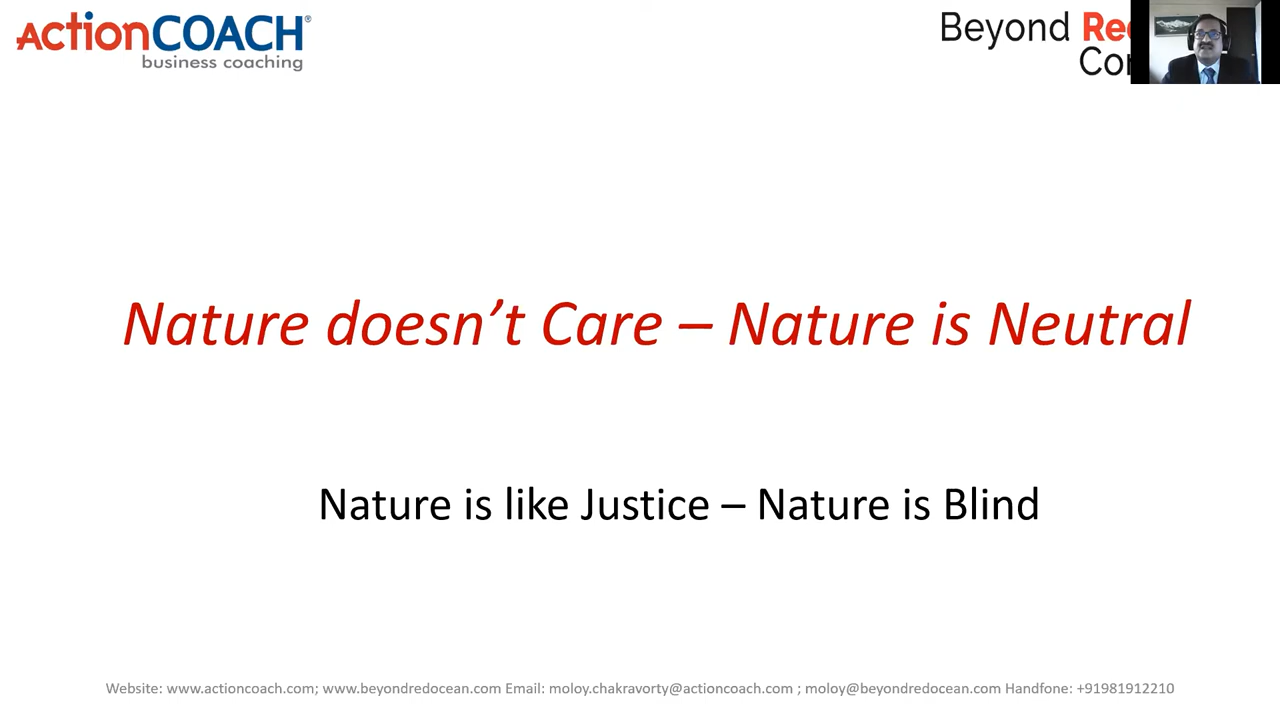 actionCOACH®
business coaching
Beyond
Nature doesn't Care – Nature is Neutral
Nature is like Justice – Nature is Blind
Website: www.actioncoach.com; www.beyondredocean.com Email: moloy.chakravorty@actioncoach.com ; moloy@beyondredocean.com Handfone: +91981912210